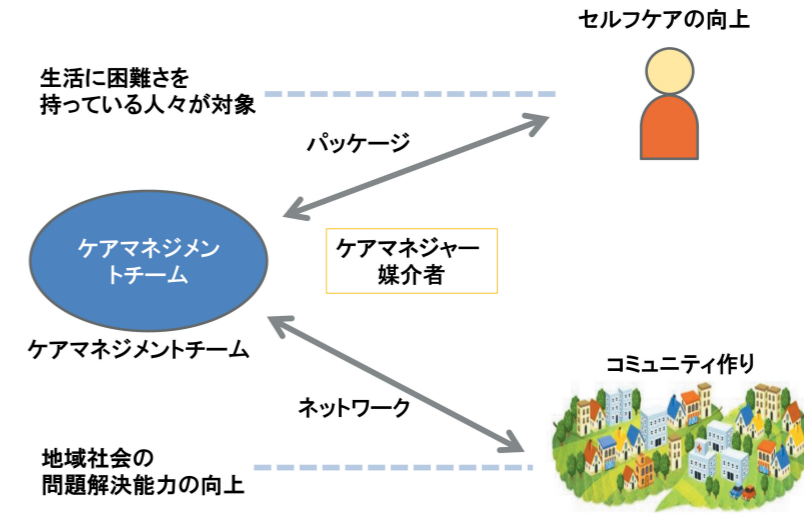 セルフケアの向上
生活に困難さを
持っている人々が対象
パッケージ
ケアマネジメン
トチーム
ケアマネジャー
媒介者
ケアマネジメントチーム
コミュニティ作り
ネットワーク
地域社会の
問題解決能力の向上